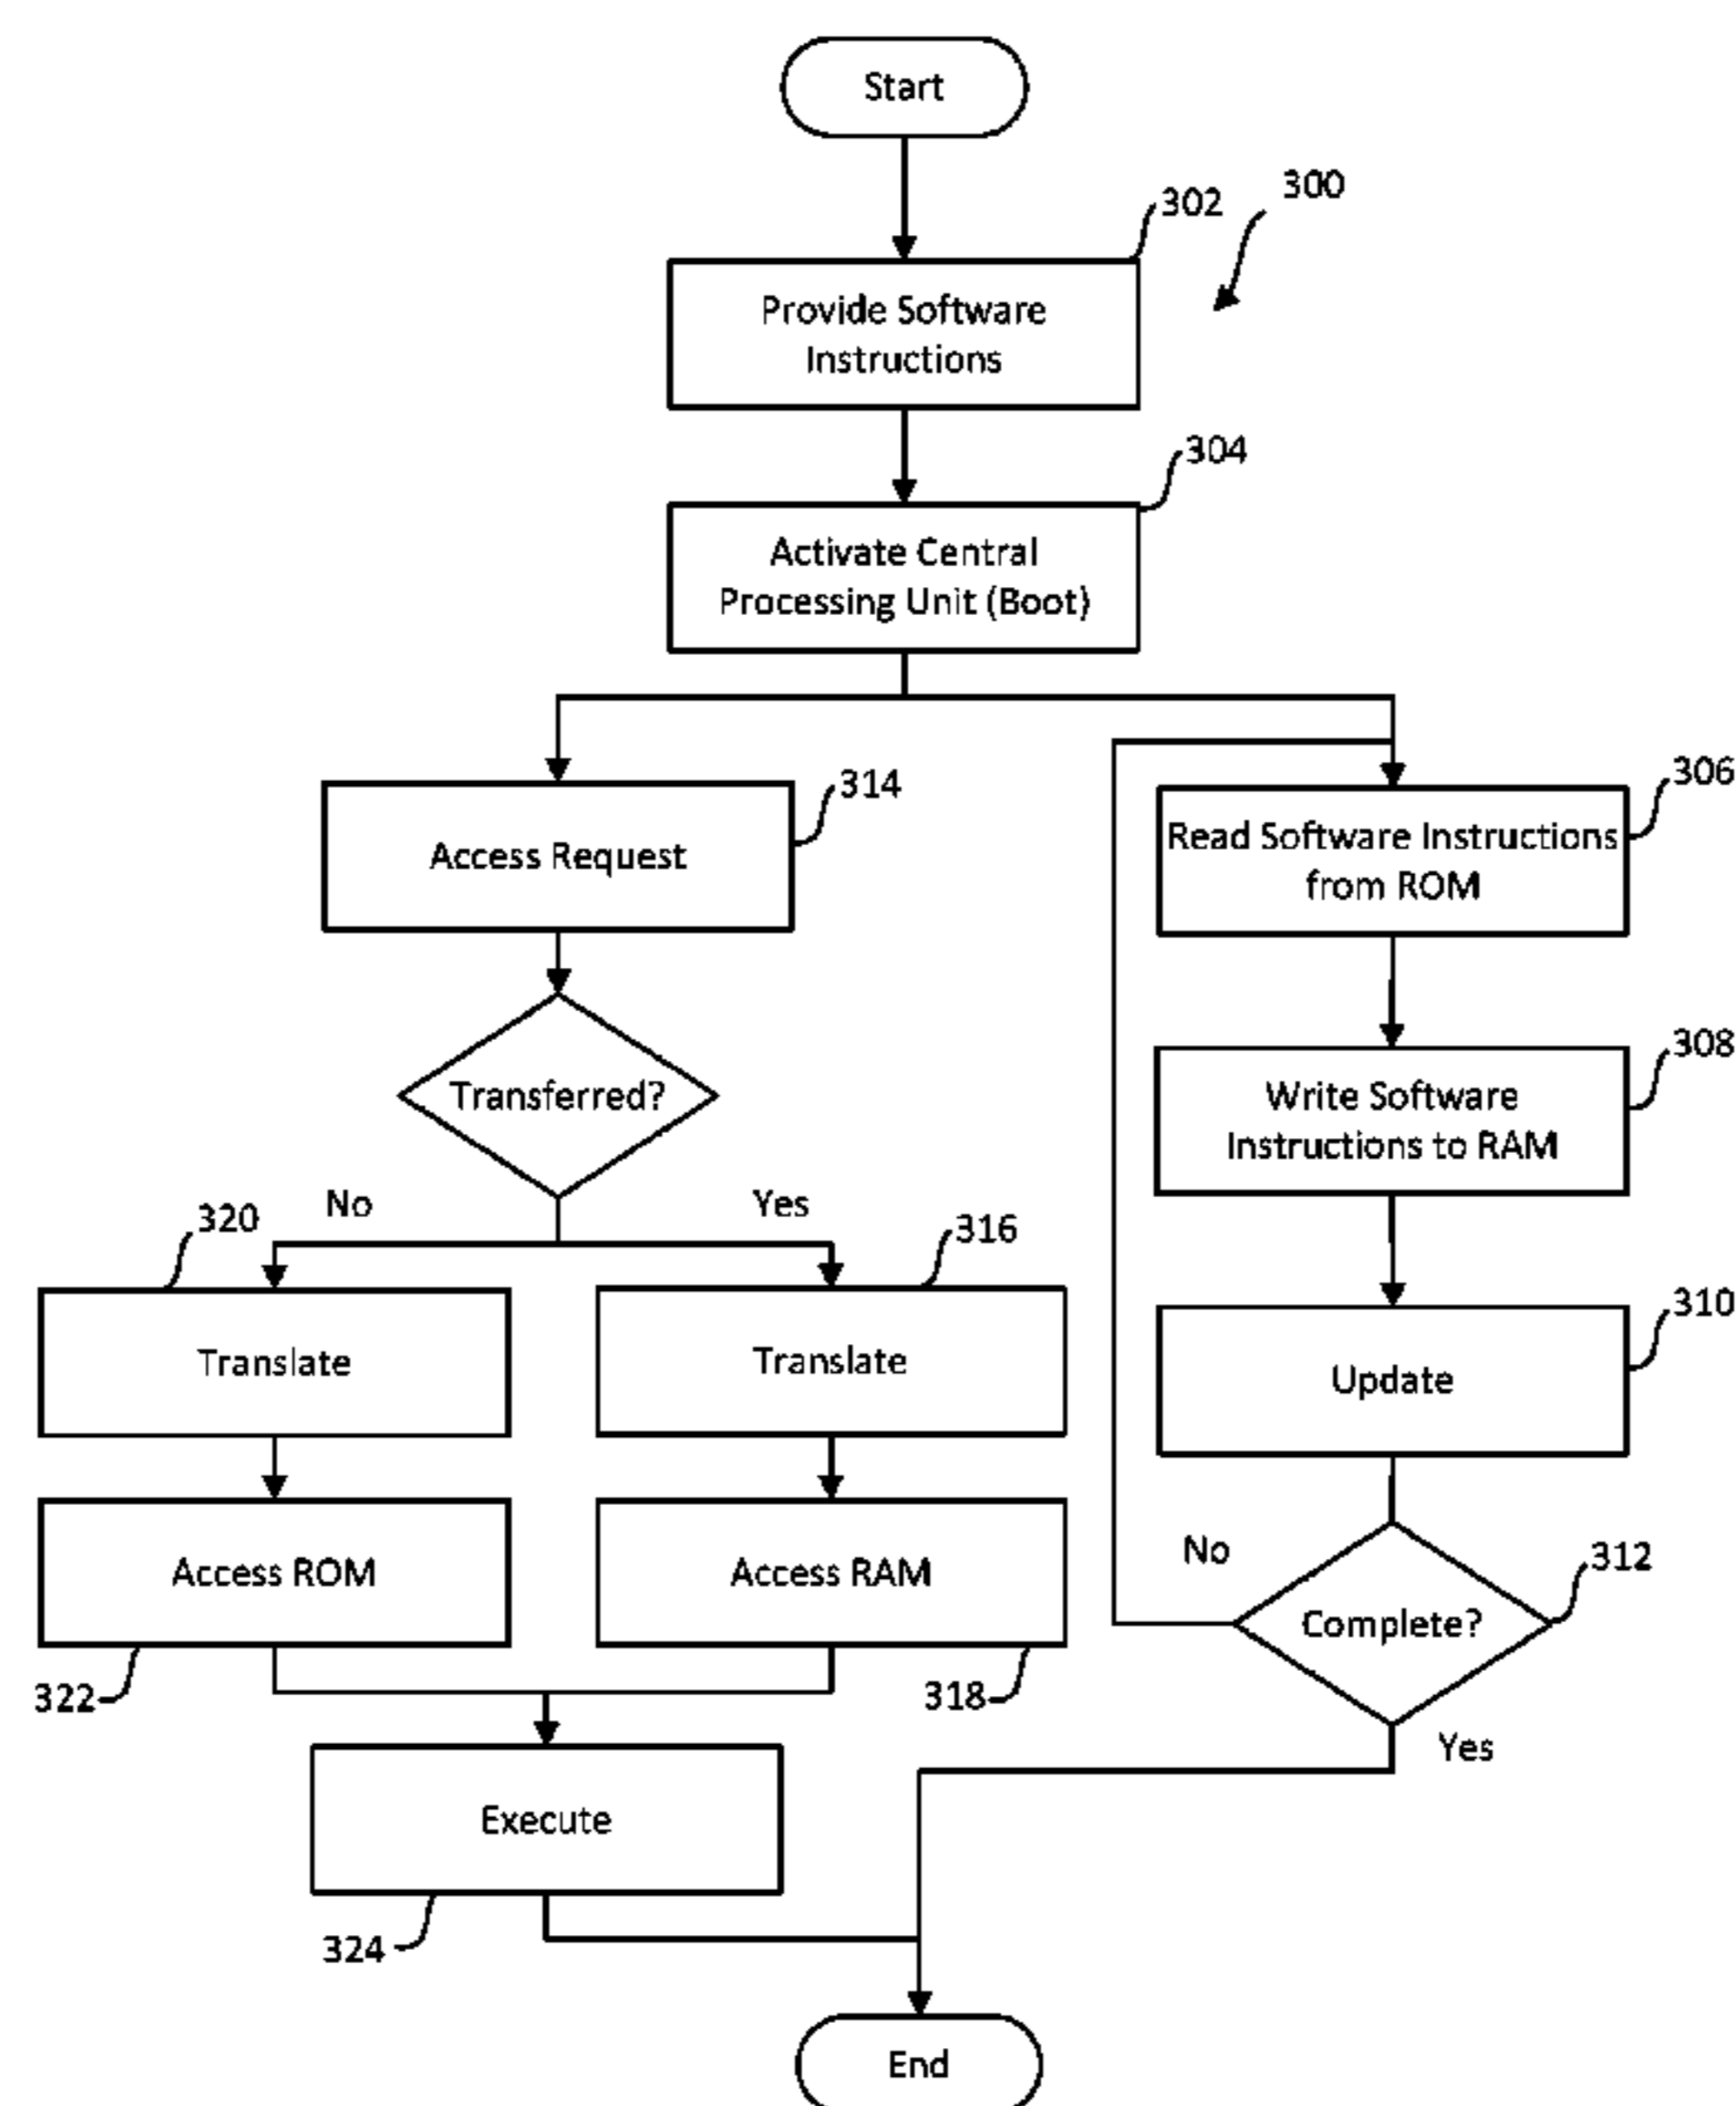 Start
300
302
Provide Software
Instructions
304
Activate Central
Processing Unit (Boot)
314
Access Request
306
Read Software Instructions
from ROM
308
Write Software
Instructions to RAM
Transferred?
No
Yes
320
316
Translate
Translate
310
Update
Access ROM
Access RAM
322
318
No
312
Complete?
Yes
Execute
324
End